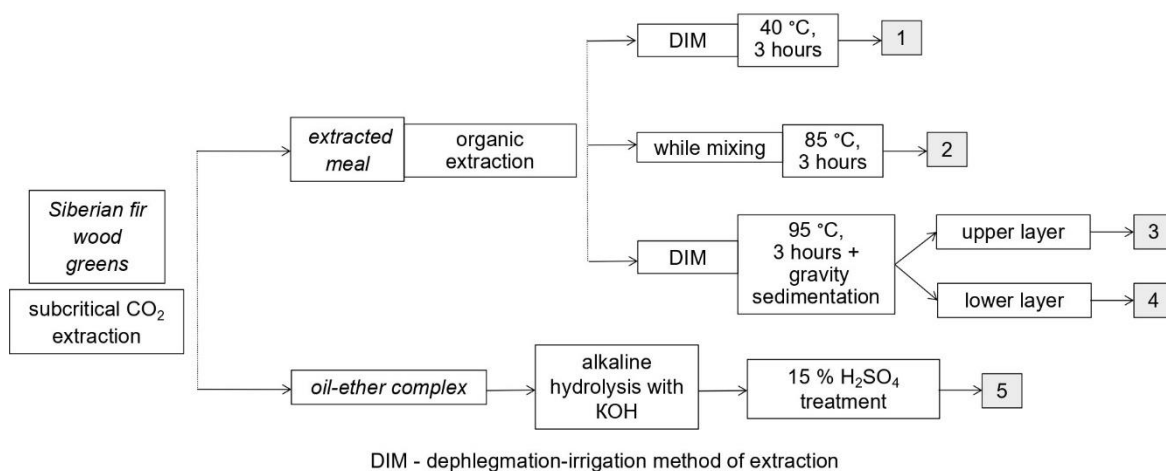 DIM
40 °C,
3 hours
1
extracted
meal
organic
extraction
while mixing
85 °C,
3 hours
2
Siberian fir
wood
greens
subcritical CO₂
extraction
DIM
95 °C,
3 hours +
gravity
sedimentation
upper layer
3
lower layer
4
oil-ether complex
alkaline
hydrolysis with
KOH
15 % H₂SO₄
treatment
5
DIM - dephlegmation-irrigation method of extraction